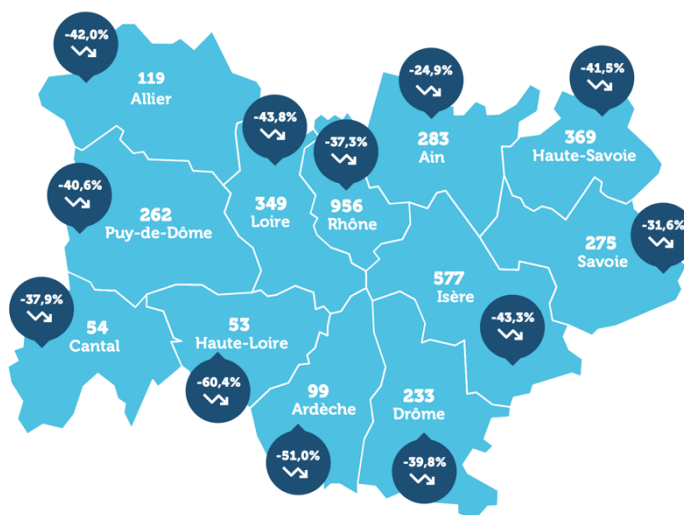 -42,0%
119
Allier
-43,8%
-37,3%
-24,9%
-41,5%
283
Ain
369
Haute-Savoie
-40,6%
262
Puy-de-Dôme
349
Loire
956
Rhône
-31,6%
275
Savoie
577
Isère
-37,9%
54
Cantal
53
Haute-Loire
-43,3%
-60,4%
99
Ardèche
233
Drôme
-51,0%
-39,8%